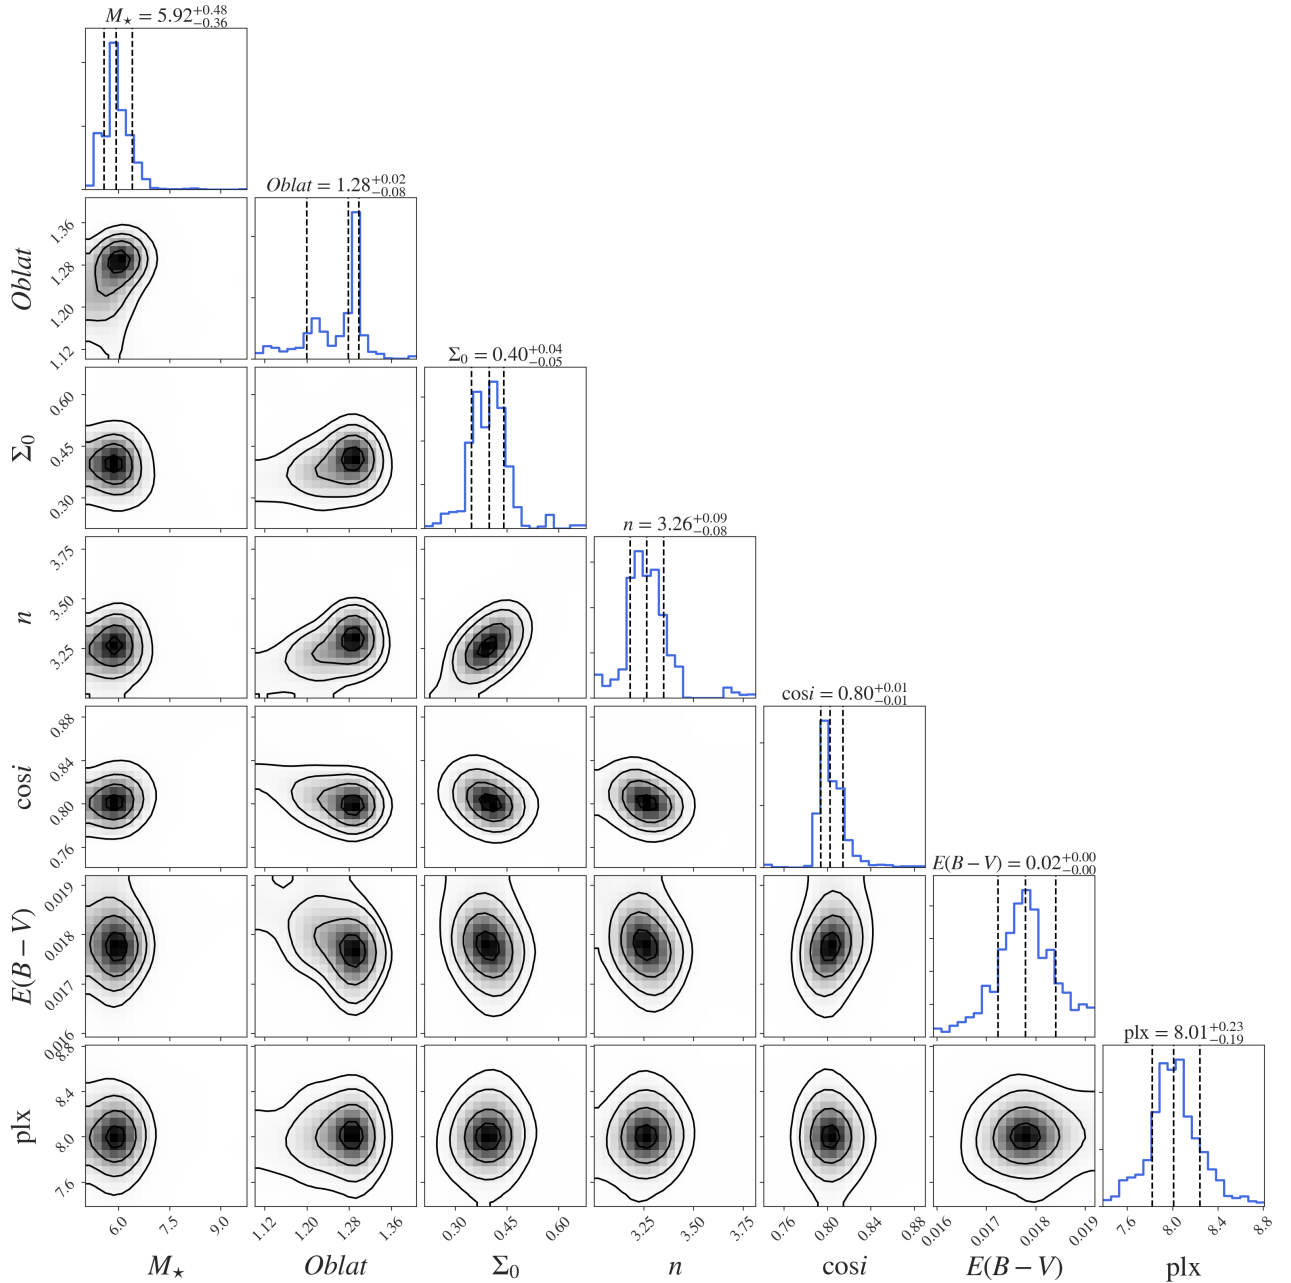 M⋆ = 5.92+0.48−0.36
Oblat = 1.28+0.02−0.08
1.36
1.28
1.20
1.12
Oblat
Σ0 = 0.40+0.04−0.05
0.60
0.45
0.30
Σ0
n = 3.26+0.09−0.08
3.75
3.50
3.25
n
cosi = 0.80+0.01−0.01
0.88
0.84
0.80
0.76
cosi
E(B − V) = 0.02+0.00−0.00
0.019
0.018
0.017
0.016
E(B − V)
plx = 8.01+0.23−0.19
8.8
8.4
8.0
7.6
plx
6.0 7.5 9.0
1.12 1.20 1.28 1.36
0.30 0.45 0.60
3.25 3.50 3.75
0.76 0.80 0.84 0.88
0.016 0.017 0.018 0.019
7.6 8.0 8.4 8.8
M⋆ Oblat Σ0 n cosi E(B − V) plx